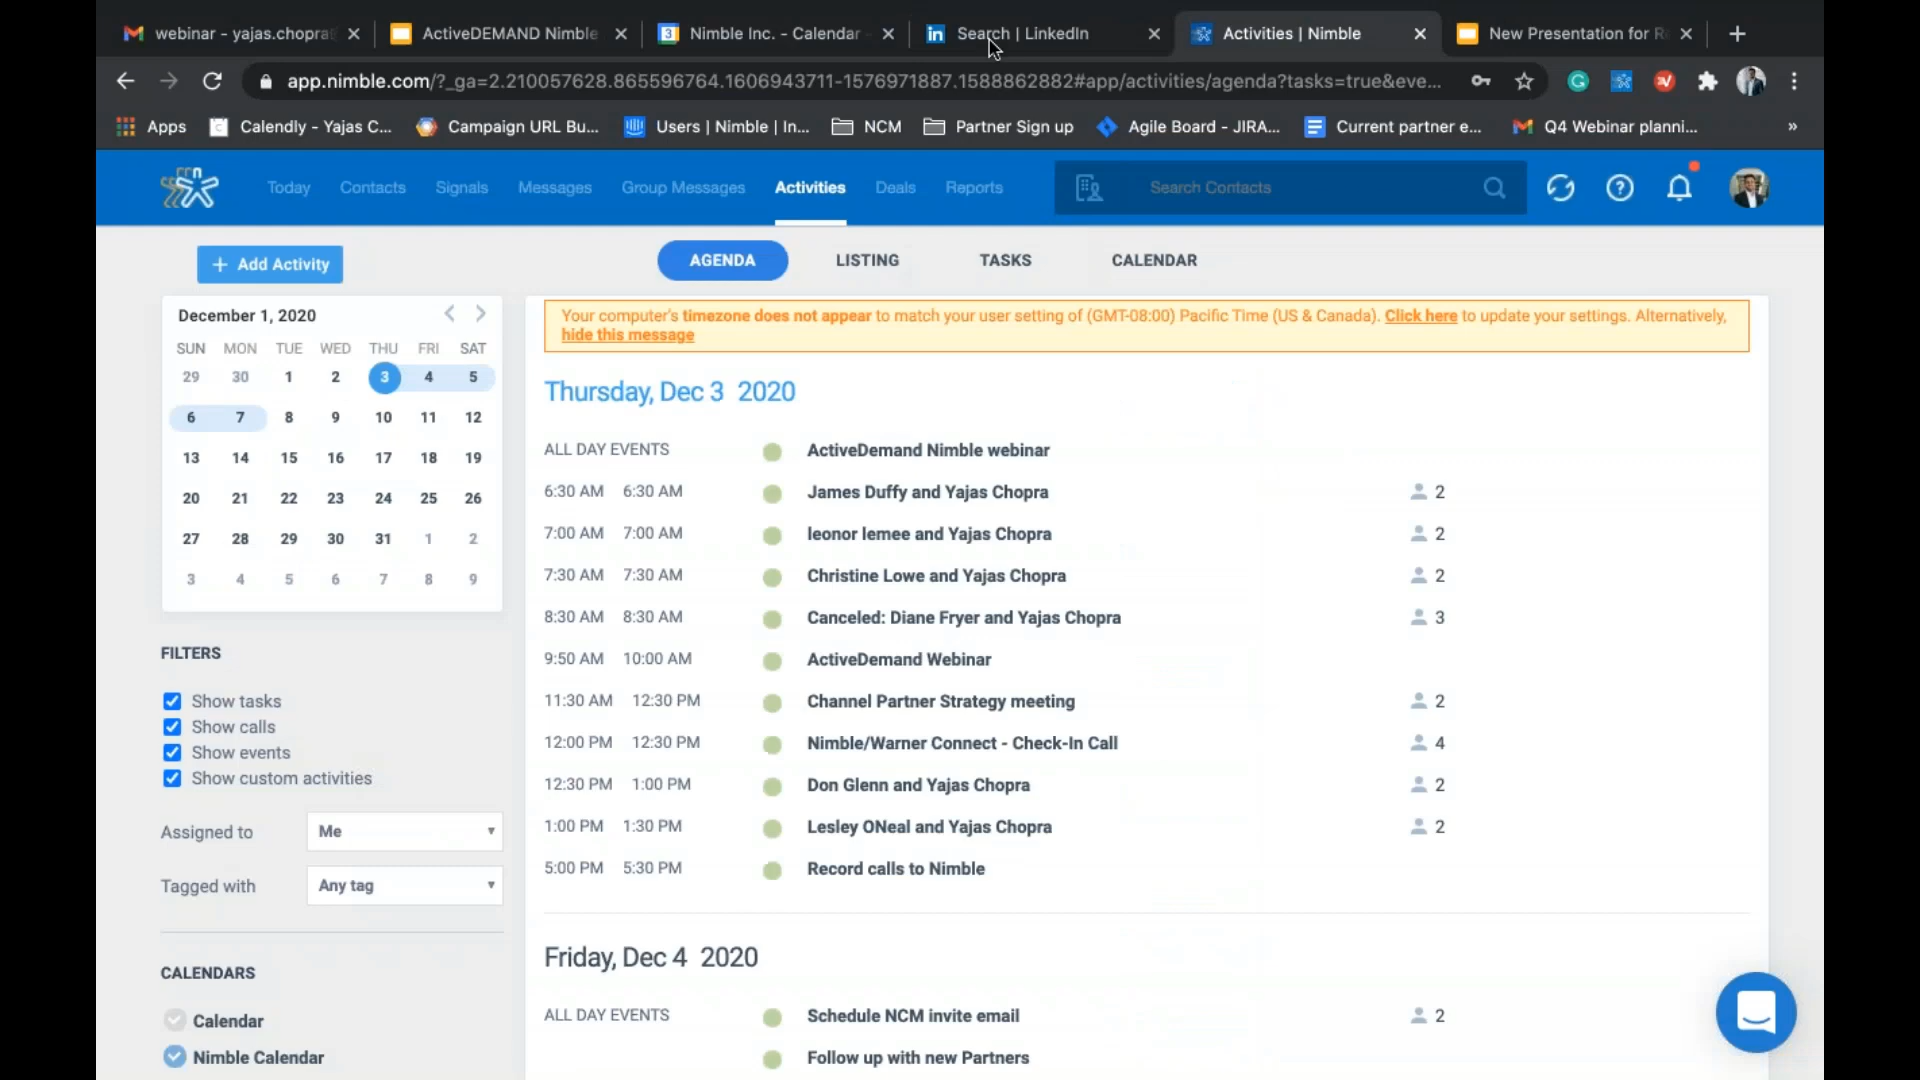 webinar - yajas.chopra
ActiveDEMAND Nimble
Nimble Inc. - Calendar
Search | LinkedIn
Activities | Nimble
New Presentation for R
app.nimble.com/?_ga=2.210057628.865596764.1606943711-1576971887.1588862882#app/activities/agenda?tasks=true&eve...
Apps
Calendly - Yajas C...
Campaign URL Bu...
Users | Nimble | In...
NCM
Partner Sign up
Agile Board - JIRA...
Current partner e...
Q4 Webinar planni...
»
Today Contacts Signals Messages Group Messages Activities Deals Reports
Search Contacts
+ Add Activity
AGENDA LISTING TASKS CALENDAR
December 1, 2020
SUN MON TUE WED THU FRI SAT
29 30 1 2 3 4 5
6 7 8 9 10 11 12
13 14 15 16 17 18 19
20 21 22 23 24 25 26
27 28 29 30 31 1 2
3 4 5 6 7 8 9
FILTERS
Show tasks
Show calls
Show events
Show custom activities
Assigned to Me
Tagged with Any tag
CALENDARS
Calendar
Nimble Calendar
Your computer's timezone does not appear to match your user setting of (GMT-08:00) Pacific Time (US & Canada). Click here to update your settings. Alternatively,
hide this message
Thursday, Dec 3 2020
ALL DAY EVENTS ActiveDemand Nimble webinar
6:30 AM 6:30 AM James Duffy and Yajas Chopra 2
7:00 AM 7:00 AM leonor lemee and Yajas Chopra 2
7:30 AM 7:30 AM Christine Lowe and Yajas Chopra 2
8:30 AM 8:30 AM Canceled: Diane Fryer and Yajas Chopra 3
9:50 AM 10:00 AM ActiveDemand Webinar
11:30 AM 12:30 PM Channel Partner Strategy meeting 2
12:00 PM 12:30 PM Nimble/Warner Connect - Check-In Call 4
12:30 PM 1:00 PM Don Glenn and Yajas Chopra 2
1:00 PM 1:30 PM Lesley ONeal and Yajas Chopra 2
5:00 PM 5:30 PM Record calls to Nimble
Friday, Dec 4 2020
ALL DAY EVENTS Schedule NCM invite email 2
Follow up with new Partners